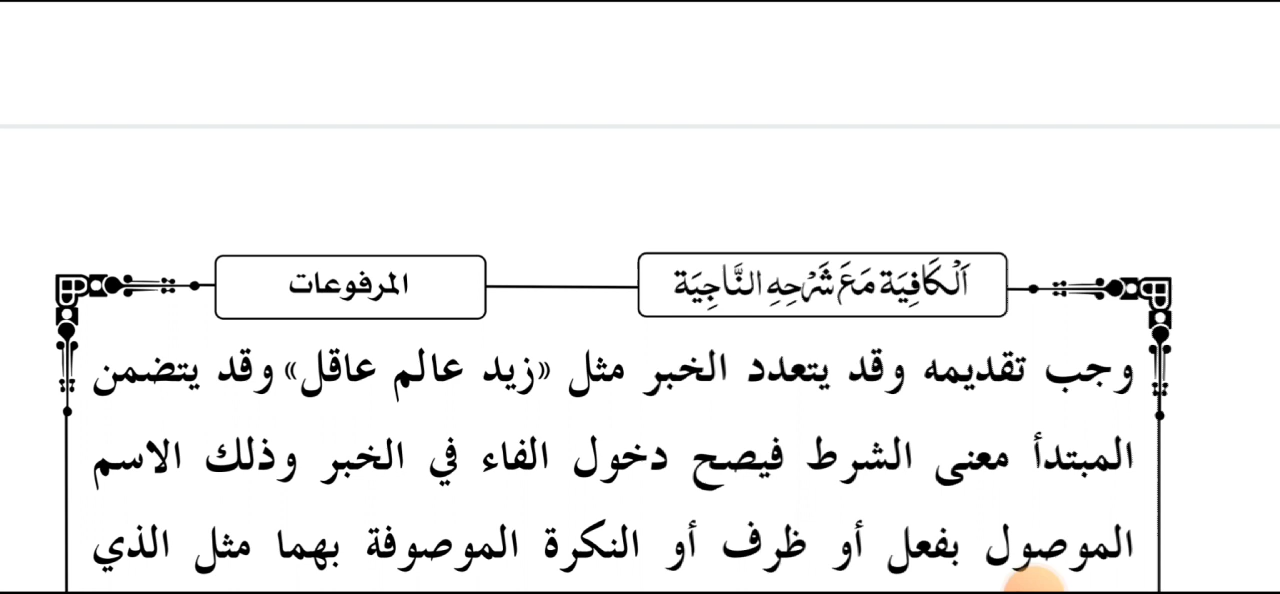 اَلْكَافِيَة مَعَ شَرْحِهِ النَّاجِيَة
المرفوعات
وجب تقديمه وقد يتعدد الخبر مثل «زيد عالم عاقل» وقد يتضمن
المبتدأ معنى الشرط فيصح دخول الفاء في الخبر وذلك الاسم
الموصول بفعل أو ظرف أو النكرة الموصوفة بهما مثل الذي